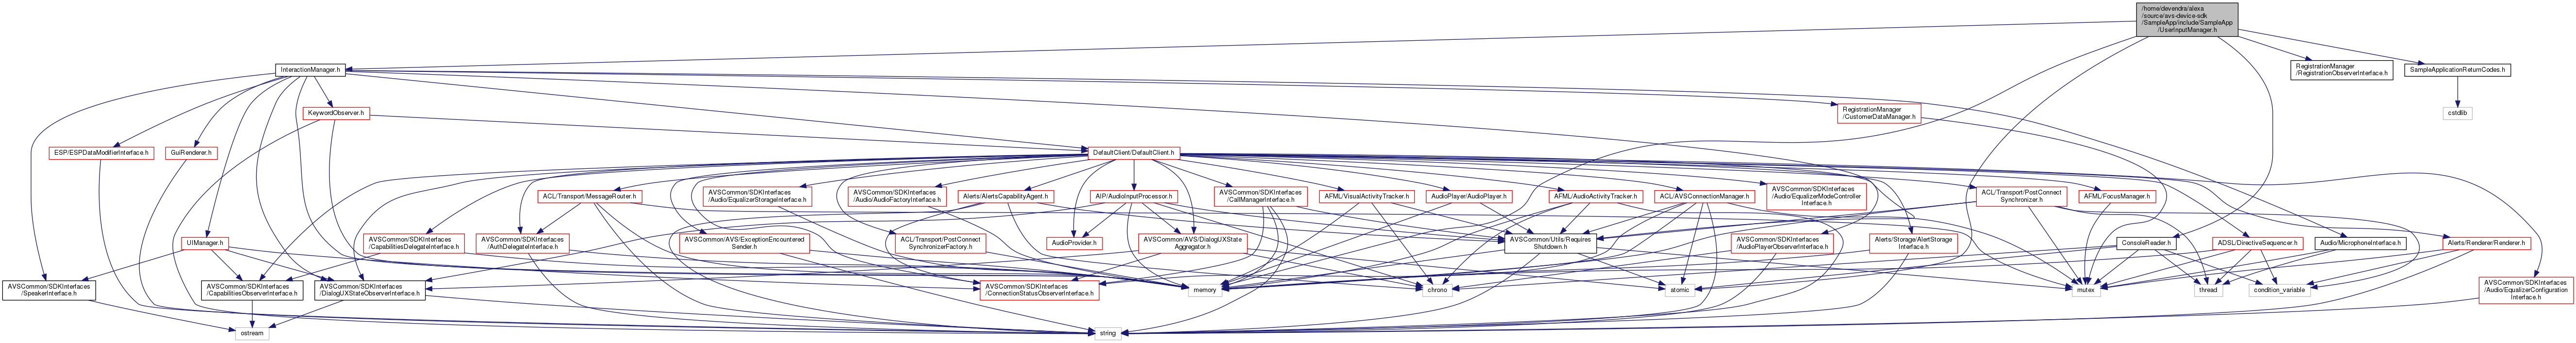 /home/devendra/alexa
/source/avs-device-sdk
/SampleApp/include/SampleApp
/UserInputManager.h
InteractionManager.h
RegistrationManager
/RegistrationObserverInterface.h
SampleApplicationReturnCodes.h
KeywordObserver.h
RegistrationManager
/CustomerDataManager.h
cstdlib
ESP/ESPDataModifierInterface.h
GuiRenderer.h
DefaultClient/DefaultClient.h
ACL/Transport/MessageRouter.h
AVSCommon/SDKInterfaces
/Audio/EqualizerStorageInterface.h
AVSCommon/SDKInterfaces
/Audio/AudioFactoryInterface.h
Alerts/AlertsCapabilityAgent.h
AIP/AudioInputProcessor.h
AVSCommon/SDKInterfaces
/CallManagerInterface.h
AFML/VisualActivityTracker.h
AudioPlayer/AudioPlayer.h
AFML/AudioActivityTracker.h
ACL/AVSConnectionManager.h
AVSCommon/SDKInterfaces
/Audio/EqualizerModeController
Interface.h
ACL/Transport/PostConnect
Synchronizer.h
AFML/FocusManager.h
UIManager.h
AVSCommon/SDKInterfaces
/CapabilitiesDelegateInterface.h
AVSCommon/SDKInterfaces
/AuthDelegateInterface.h
AVSCommon/AVS/ExceptionEncountered
Sender.h
ACL/Transport/PostConnect
SynchronizerFactory.h
AudioProvider.h
AVSCommon/AVS/DialogUXState
Aggregator.h
AVSCommon/Utils/Requires
Shutdown.h
AVSCommon/SDKInterfaces
/AudioPlayerObserverInterface.h
Alerts/Storage/AlertStorage
Interface.h
ConsoleReader.h
ADSL/DirectiveSequencer.h
Audio/MicrophoneInterface.h
Alerts/Renderer/Renderer.h
AVSCommon/SDKInterfaces
/SpeakerInterface.h
AVSCommon/SDKInterfaces
/CapabilitiesObserverInterface.h
AVSCommon/SDKInterfaces
/DialogUXStateObserverInterface.h
AVSCommon/SDKInterfaces
/ConnectionStatusObserverInterface.h
memory
chrono
atomic
mutex
thread
condition_variable
AVSCommon/SDKInterfaces
/Audio/EqualizerConfiguration
Interface.h
ostream
string